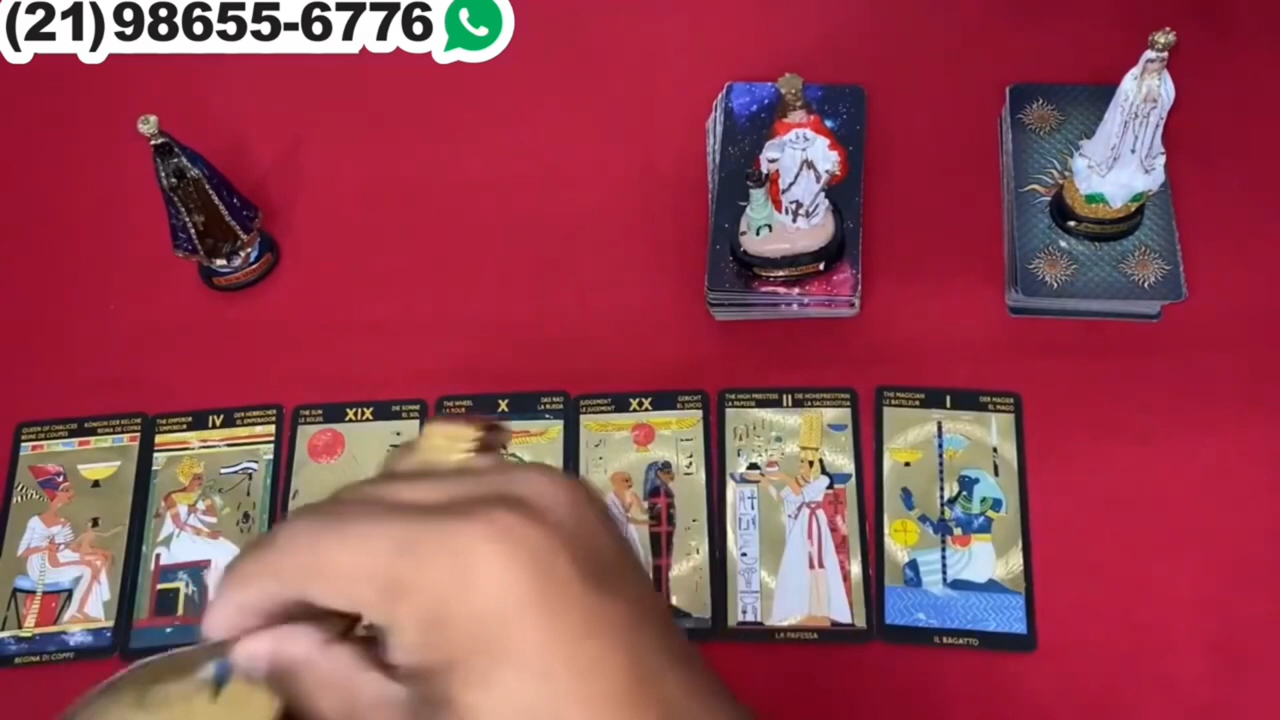 (21)98655-6776
QUEEN OF CHALICES
REINE DE COUPES
KÖNIGIN DER KELCHE
REINA DE COPAS
REGINA DI COPPE
THE EMPEROR
L'EMPEREUR
IV
DER HERRSCHER
EL EMPERADOR
THE SUN
LE SOLEIL
XIX
DIE SONNE
EL SOL
THE WHEEL
LA ROUE
X
DAS RAD
LA RUEDA
JUDGEMENT
LE JUGEMENT
XX
GERICHT
EL JUICIO
THE HIGH PRIESTESS
LA PAPESSE
II
DIE HOHEPRIESTERIN
LA SACERDOTISA
LA PAPESSA
THE MAGICIAN
LE BATELEUR
I
DER MAGIER
EL MAGO
IL BAGATTO